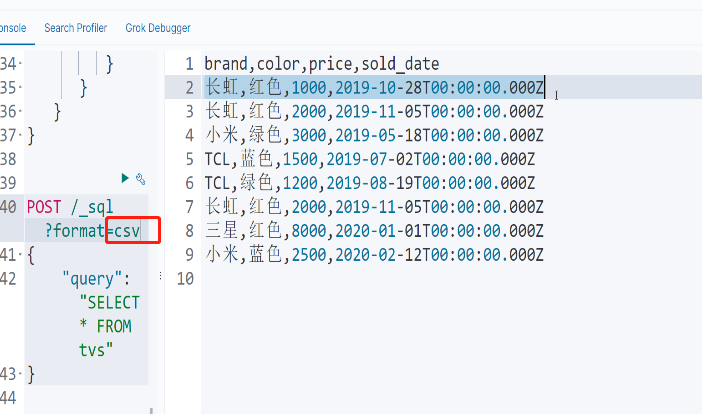 onsole Search Profiler Grok Debugger
34 }
35 }
36 }
37 }
38
39
40 POST /_sql
?format=csv
41 {
42 "query":
"SELECT
* FROM
tvs"
43 }
44
1 brand,color,price,sold_date
2 长虹,红色,1000,2019-10-28T00:00:00.000Z
3 长虹,红色,2000,2019-11-05T00:00:00.000Z
4 小米,绿色,3000,2019-05-18T00:00:00.000Z
5 TCL,蓝色,1500,2019-07-02T00:00:00.000Z
6 TCL,绿色,1200,2019-08-19T00:00:00.000Z
7 长虹,红色,2000,2019-11-05T00:00:00.000Z
8 三星,红色,8000,2020-01-01T00:00:00.000Z
9 小米,蓝色,2500,2020-02-12T00:00:00.000Z
10